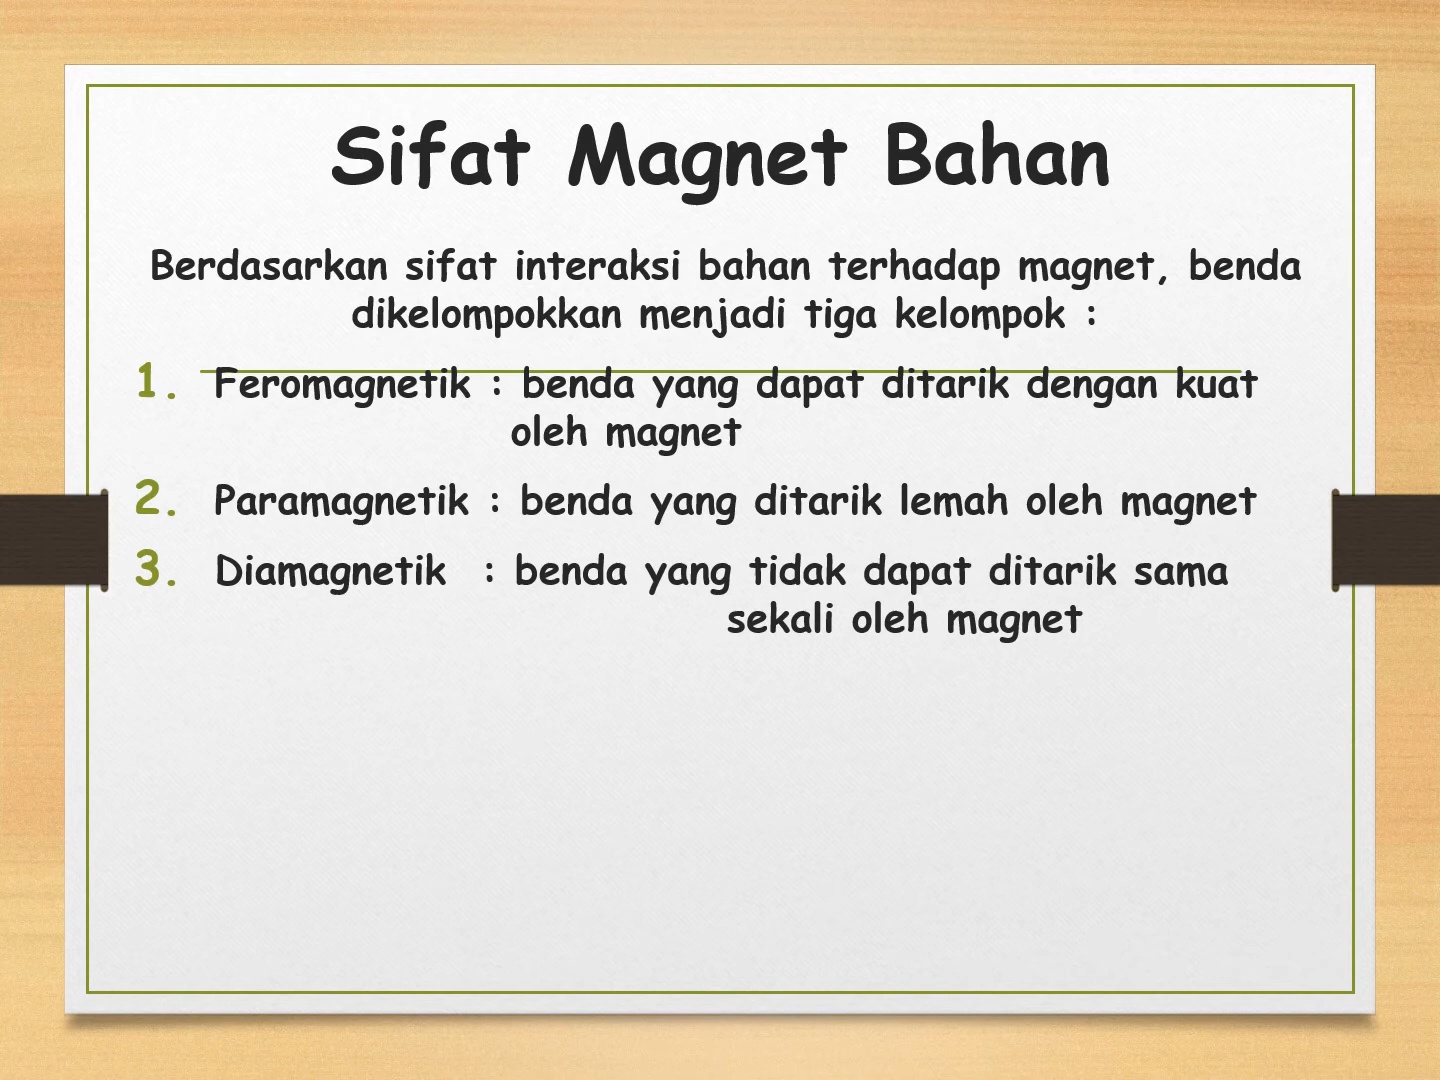 Sifat Magnet Bahan
Berdasarkan sifat interaksi bahan terhadap magnet, benda
dikelompokkan menjadi tiga kelompok :
1. Feromagnetik : benda yang dapat ditarik dengan kuat
oleh magnet
2. Paramagnetik : benda yang ditarik lemah oleh magnet
3. Diamagnetik : benda yang tidak dapat ditarik sama
sekali oleh magnet